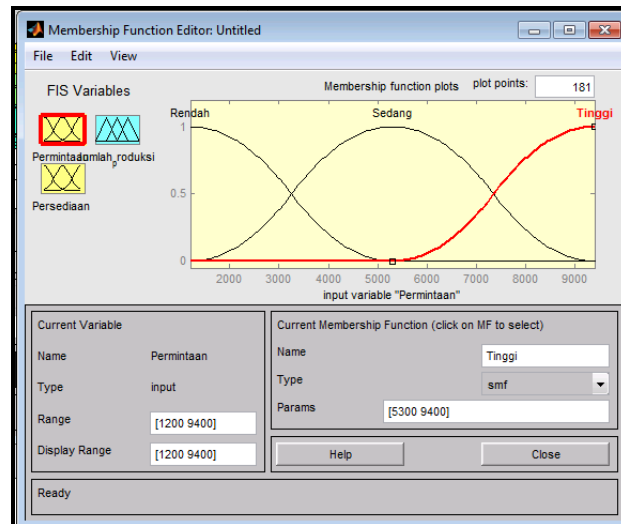 Membership Function Editor: Untitled
File Edit View
FIS Variables
Membership function plots plot points: 181
Rendah Sedang Tinggi
1
0.5
0
2000 3000 4000 5000 6000 7000 8000 9000
input variable "Permintaan"
Permintaan Jumlah_produksi
Persediaan
Current Variable
Name Permintaan
Type input
Range [1200 9400]
Display Range [1200 9400]
Current Membership Function (click on MF to select)
Name Tinggi
Type smf
Params [5300 9400]
Help Close
Ready